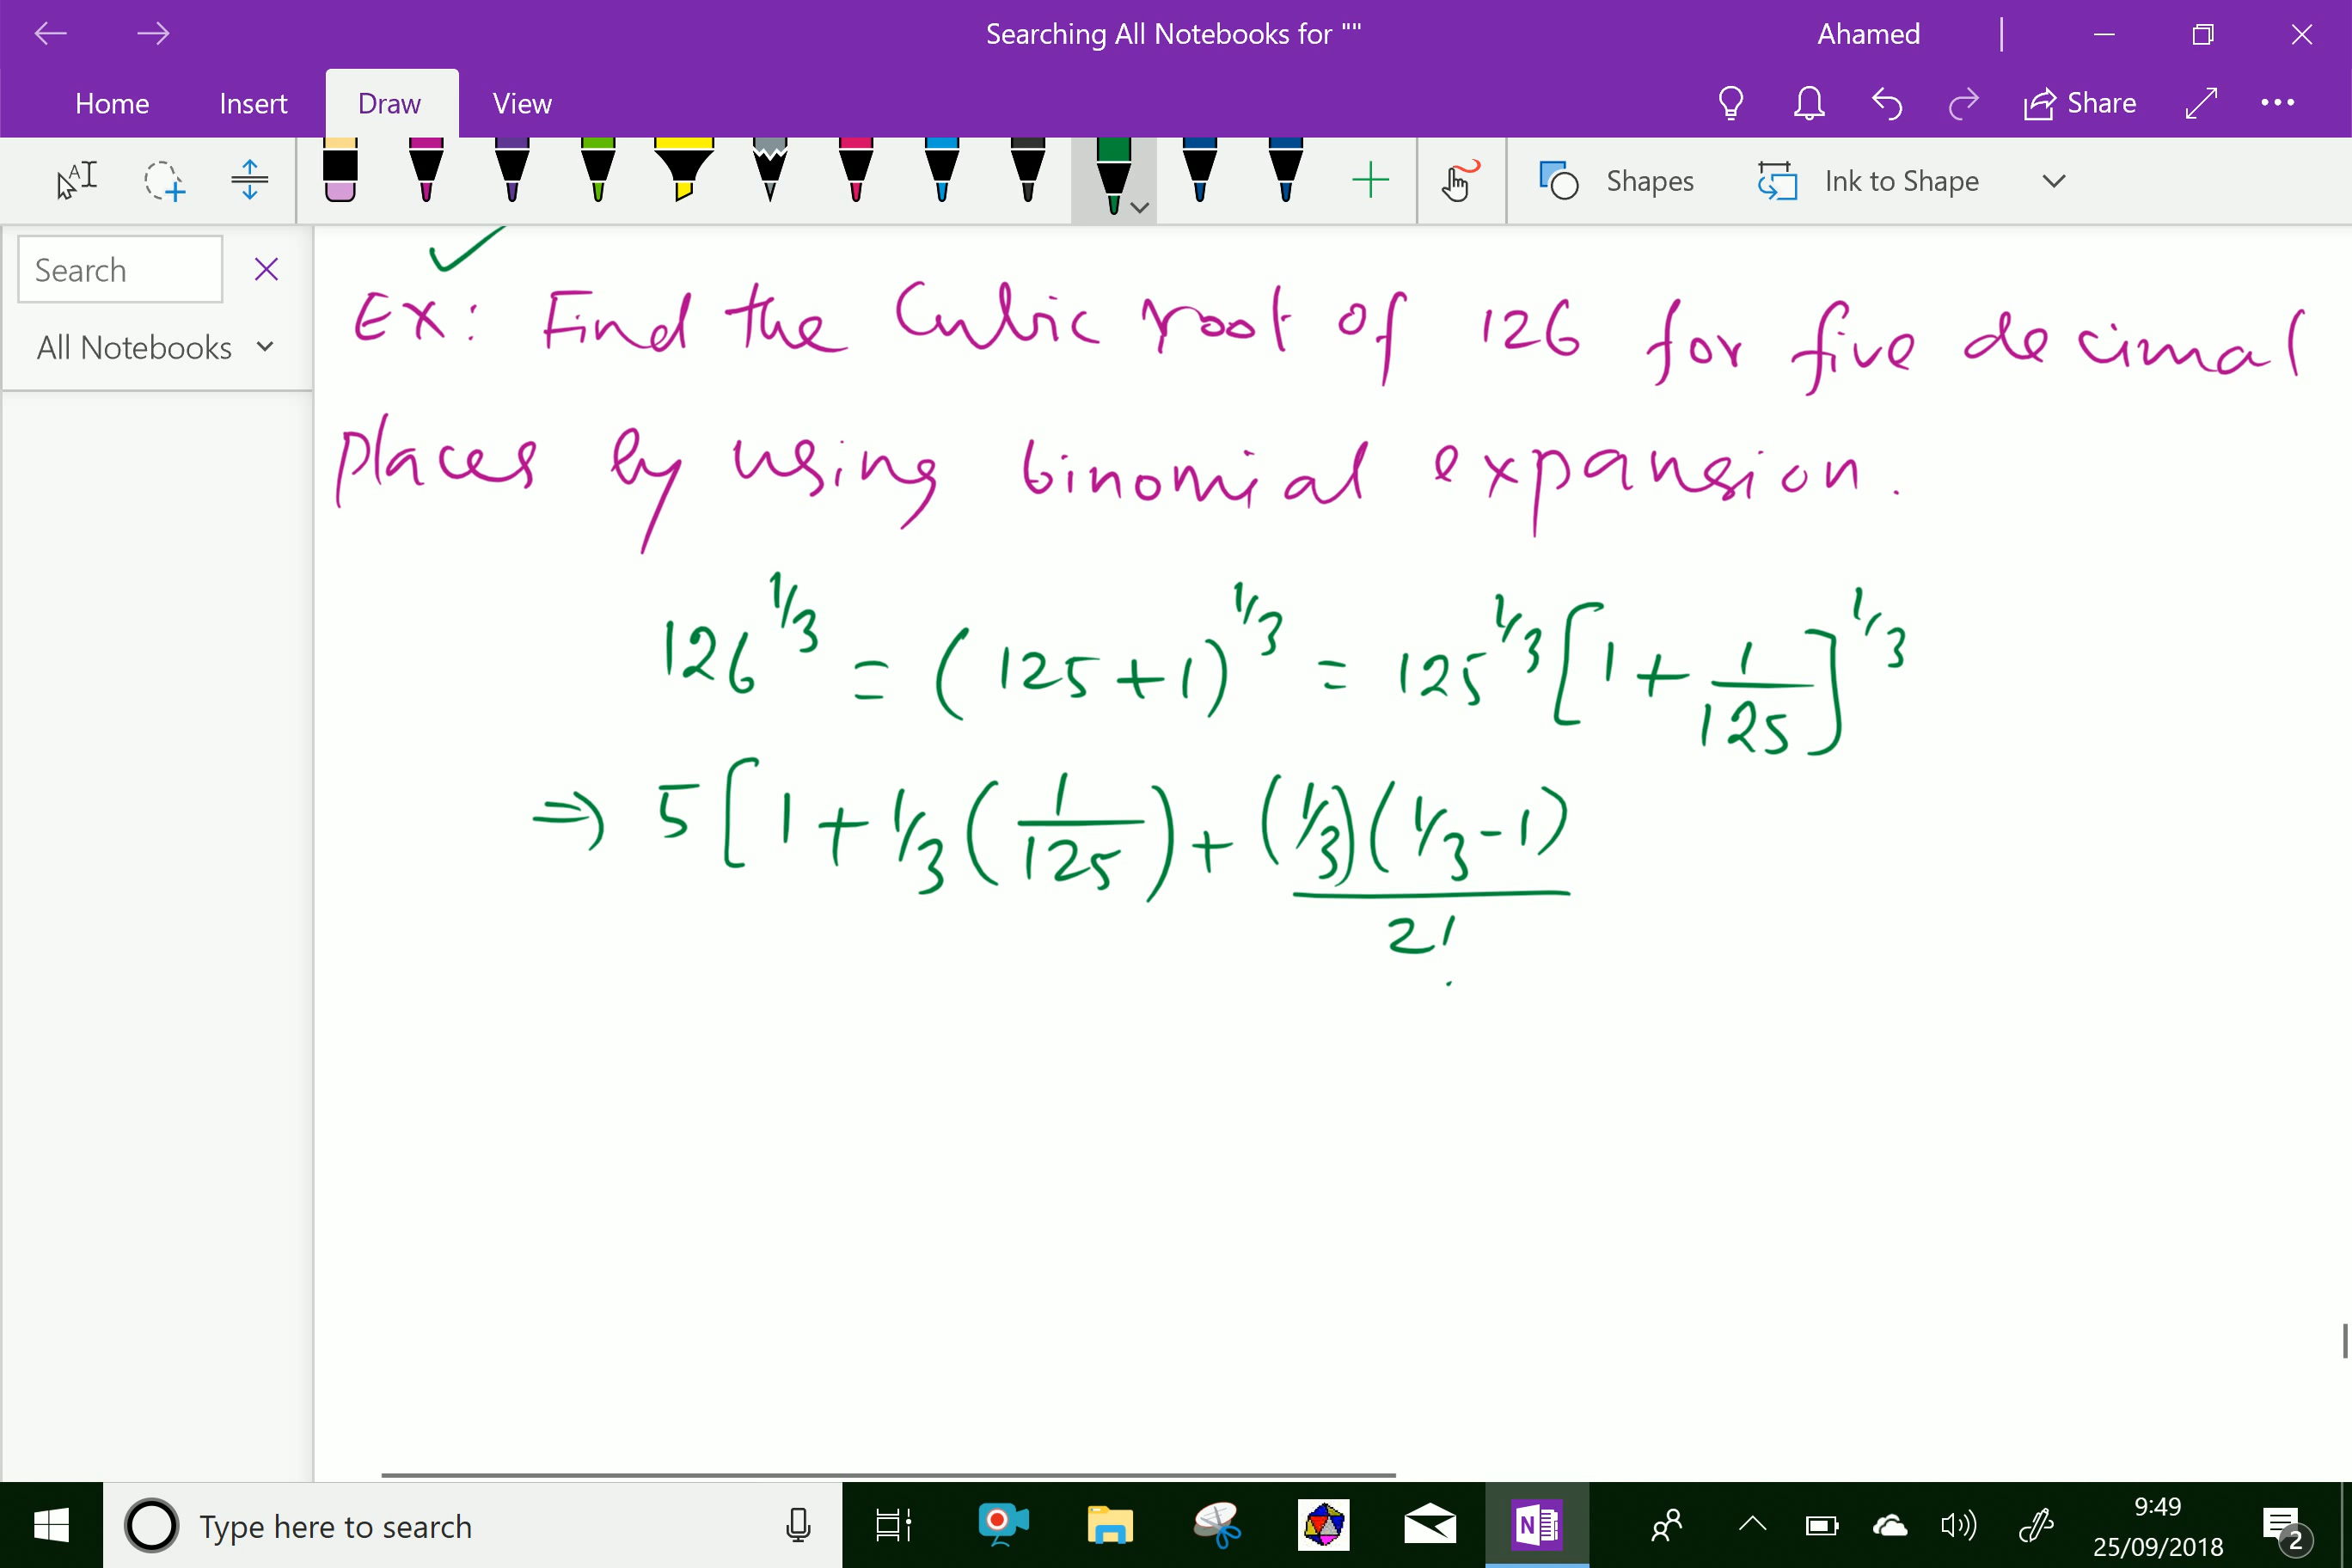 Searching All Notebooks for ""
Ahamed
Home Insert Draw View
Share
Shapes
Ink to Shape
Search
All Notebooks
Ex: Find the Cubic root of 126 for five decimal
places by using binomial expansion.
126^1/3 = (125+1)^1/3 = 125^1/3 [1 + 1/125]^1/3
⇒ 5[1 + 1/3 (1/125) + (1/3)(1/3-1)/2!
Type here to search
N
9:49
25/09/2018
2